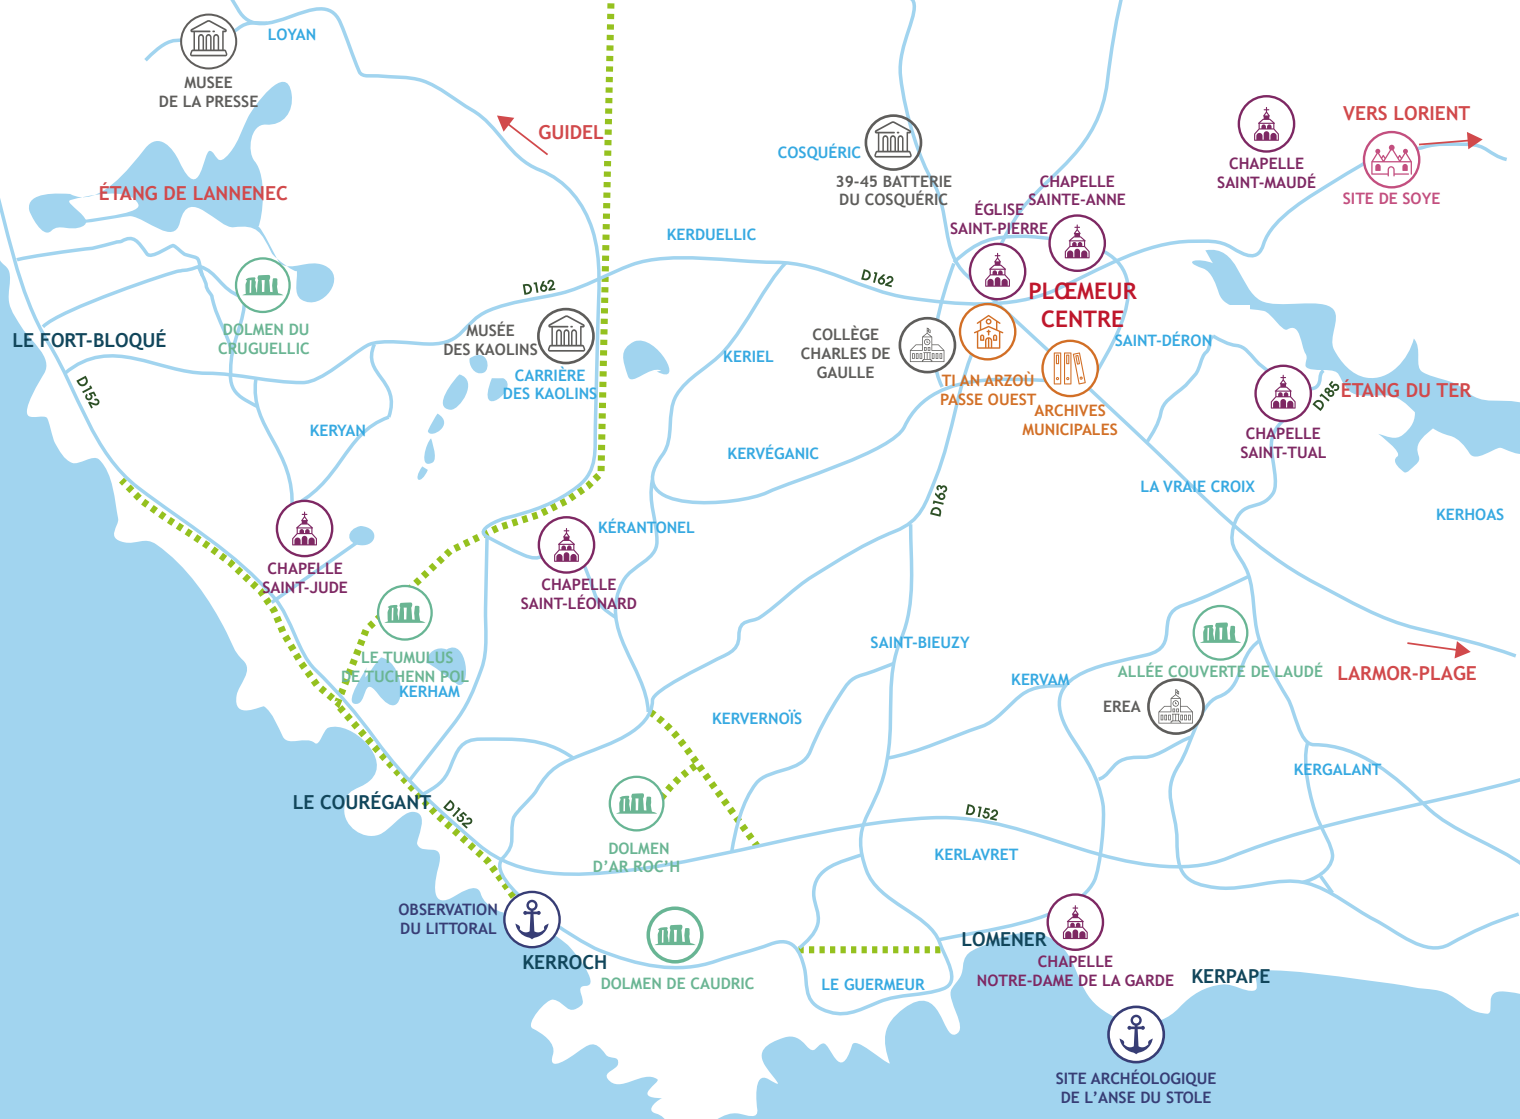 LOYAN
MUSEE
DE LA PRESSE
GUIDEL
ÉTANG DE LANNENEC
COSQUÉRIC
39-45 BATTERIE
DU COSQUÉRIC
CHAPELLE
SAINTE-ANNE
ÉGLISE
SAINT-PIERRE
CHAPELLE
SAINT-MAUDÉ
VERS LORIENT
SITE DE SOYE
KERDUELLIC
D162
D162
PLŒMEUR
CENTRE
LE FORT-BLOQUÉ
DOLMEN DU
CRUGUELLIC
MUSÉE
DES KAOLINS
CARRIÈRE
DES KAOLINS
KERIEL
COLLÈGE
CHARLES DE
GAULLE
TI AN ARZOÙ
PASSE OUEST
ARCHIVES
MUNICIPALES
SAINT-DÉRON
D185
ÉTANG DU TER
CHAPELLE
SAINT-TUAL
D152
KERYAN
KERVÉGANIC
D163
LA VRAIE CROIX
KERHOAS
CHAPELLE
SAINT-JUDE
KÉRANTONEL
CHAPELLE
SAINT-LÉONARD
LE TUMULUS
DE TUCHENN POL
KERHAM
SAINT-BIEUZY
KERVAM
ALLÉE COUVERTE DE LAUDÉ
LARMOR-PLAGE
EREA
KERVERNOÏS
KERGALANT
LE COURÉGANT
D152
DOLMEN
D'AR ROC'H
D152
KERLAVRET
OBSERVATION
DU LITTORAL
KERROCH
DOLMEN DE CAUDRIC
LE GUERMEUR
LOMENER
CHAPELLE
NOTRE-DAME DE LA GARDE
KERPAPE
SITE ARCHÉOLOGIQUE
DE L'ANSE DU STOLE